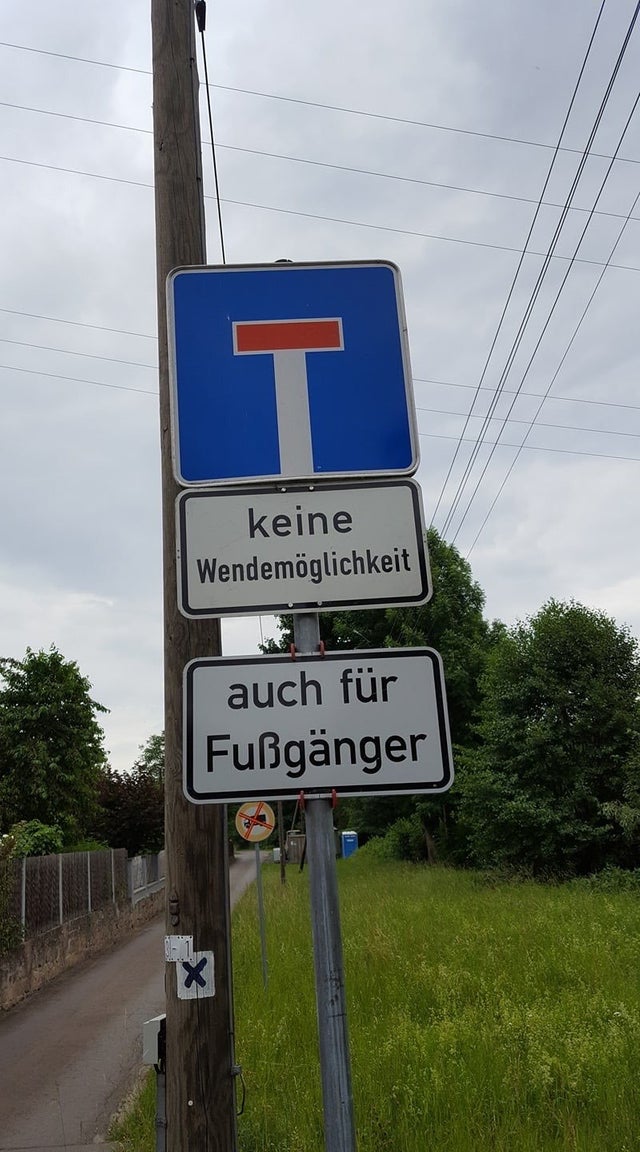 keine
Wendemöglichkeit
auch für
Fußgänger
X